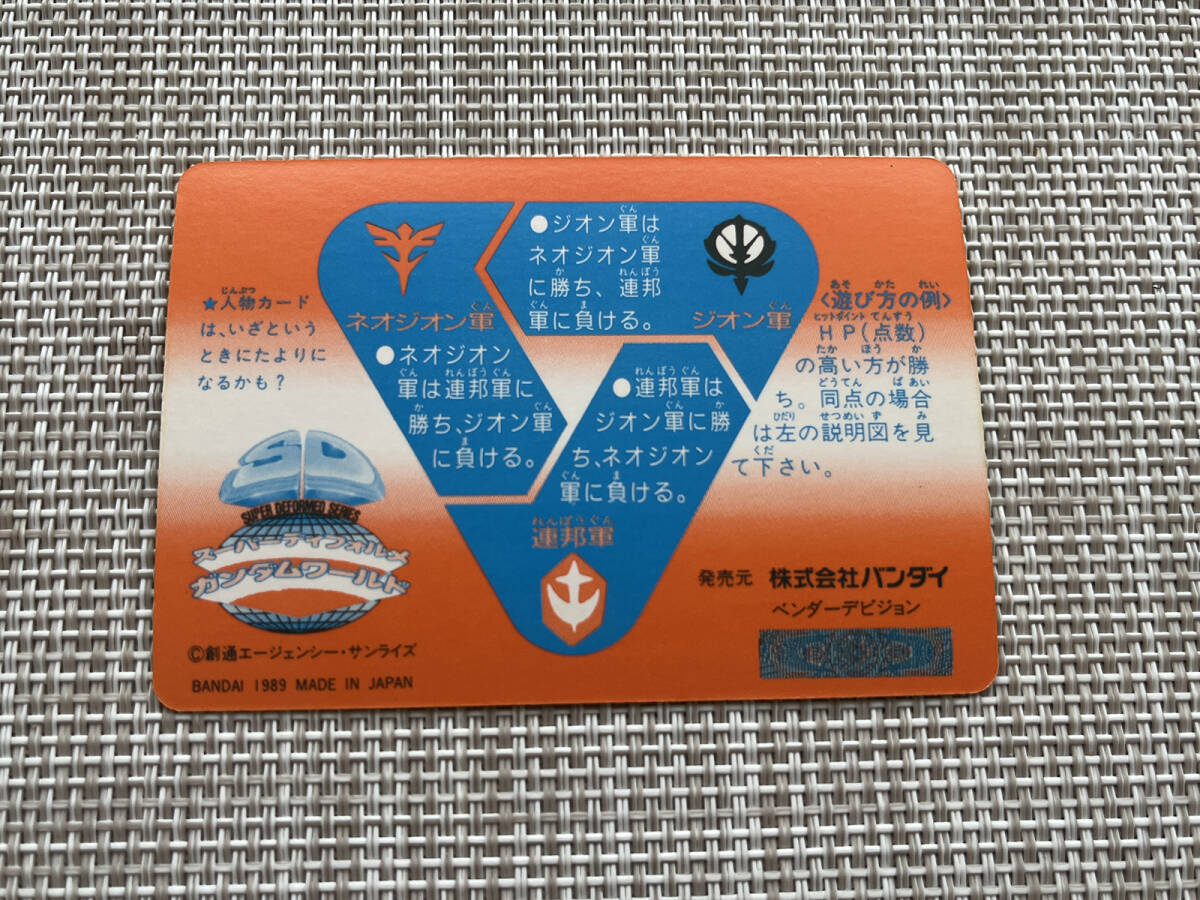 ★人物カード
は、いざという
ときにたよりに
なるかも？
ネオジオン軍
●ネオジオン
軍は連邦軍に
勝ち、ジオン軍
に負ける。
●ジオン軍は
ネオジオン軍
に勝ち、連邦
軍に負ける。
ジオン軍
●連邦軍は
ジオン軍に勝
ち、ネオジオン
軍に負ける。
連邦軍
〈遊び方の例〉
HP(点数)
の高い方が勝
ち。同点の場合
は左の説明図を見
て下さい。
SD
SUPER DEFORMED SERIES
スーパーディフォルメ
ガンダムワールド
©創通エージェンシー・サンライズ
BANDAI 1989 MADE IN JAPAN
発売元 株式会社バンダイ
ベンダーデビジョン